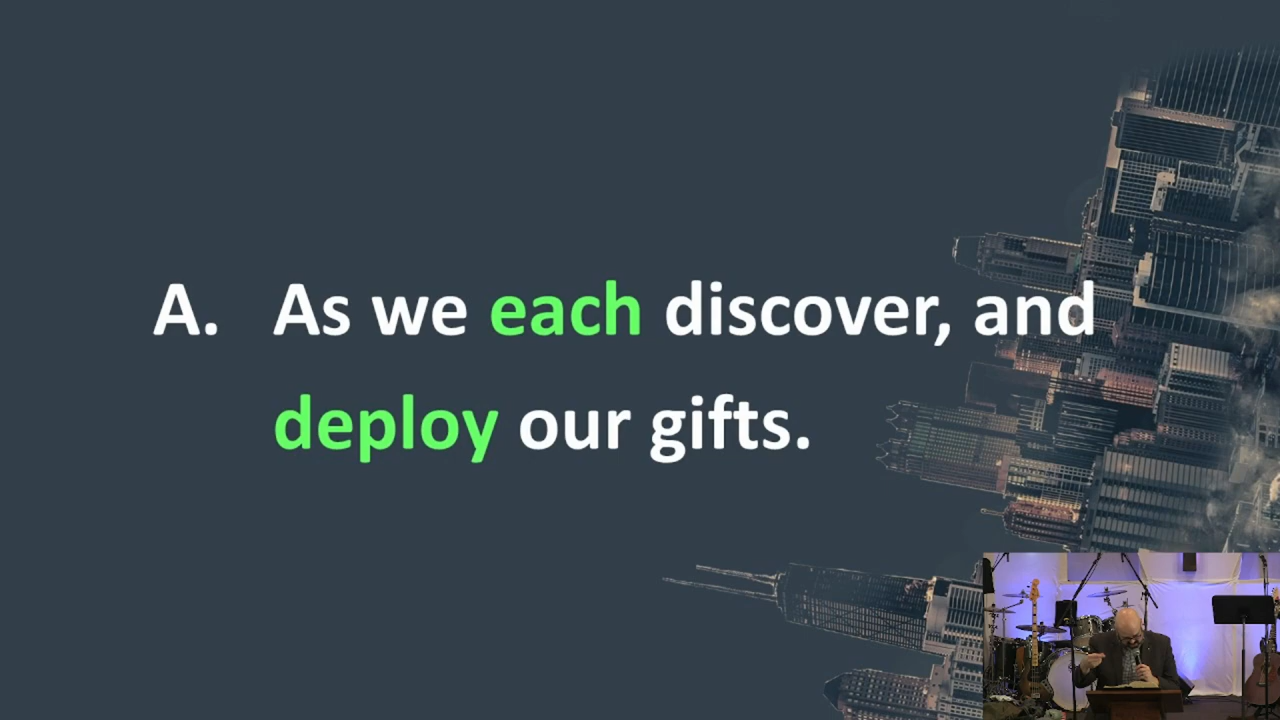 A. As we each discover, and
deploy our gifts.